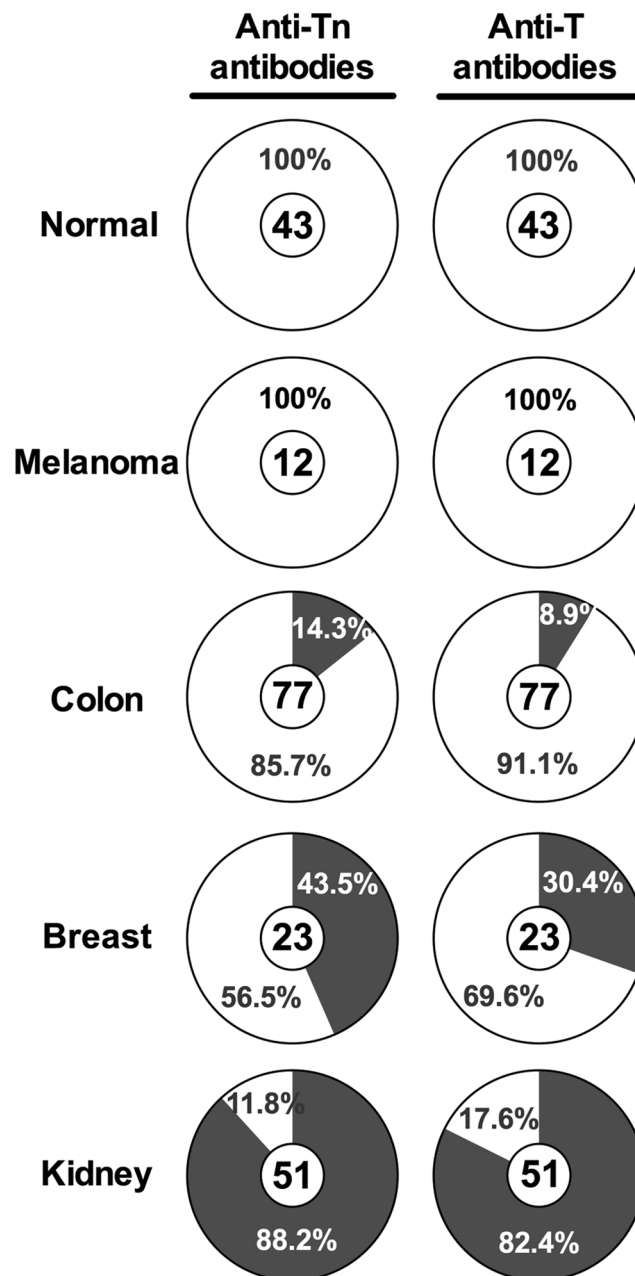 Anti-Tn Anti-T
antibodies antibodies
100% 100%
Normal 43 43
100% 100%
Melanoma 12 12
14.3% 8.9%
Colon 77 77
85.7% 91.1%
43.5% 30.4%
Breast 23 23
56.5% 69.6%
11.8% 17.6%
Kidney 51 51
88.2% 82.4%